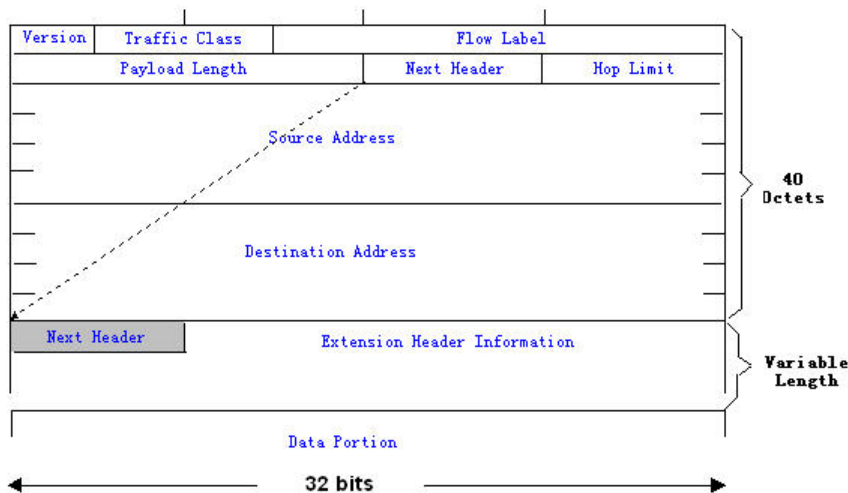 Version Traffic Class Flow Label
Payload Length Next Header Hop Limit
Source Address
40
Octets
Destination Address
Next Header Extension Header Information
Variable
Length
Data Portion
32 bits